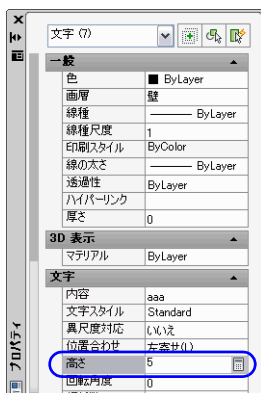 文字 (7)
一般
色 ByLayer
画層 壁
線種 ByLayer
線種尺度 1
印刷スタイル ByColor
線の太さ ByLayer
透過性 ByLayer
ハイパーリンク
厚さ 0
3D 表示
マテリアル ByLayer
文字
内容 aaa
文字スタイル Standard
異尺度対応 いいえ
位置合わせ 左寄せ(L)
高さ 5
回転角度 0
プロパティ